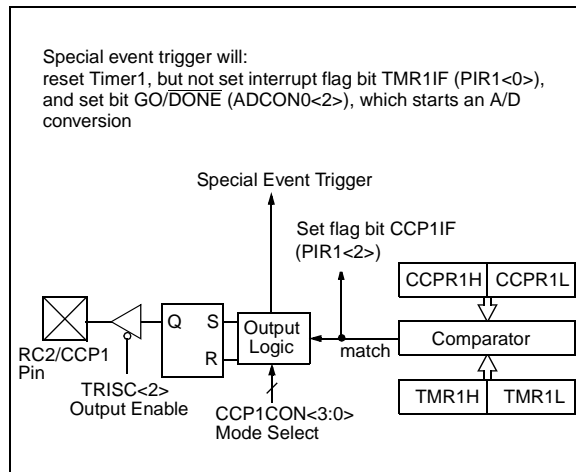 Special event trigger will:
reset Timer1, but not set interrupt flag bit TMR1IF (PIR1<0>),
and set bit GO/DONE (ADCON0<2>), which starts an A/D
conversion
Special Event Trigger
Set flag bit CCP1IF
(PIR1<2>)
CCPR1H CCPR1L
Q S
R
Output
Logic
match
Comparator
RC2/CCP1
Pin
TRISC<2>
Output Enable
CCP1CON<3:0>
Mode Select
TMR1H TMR1L